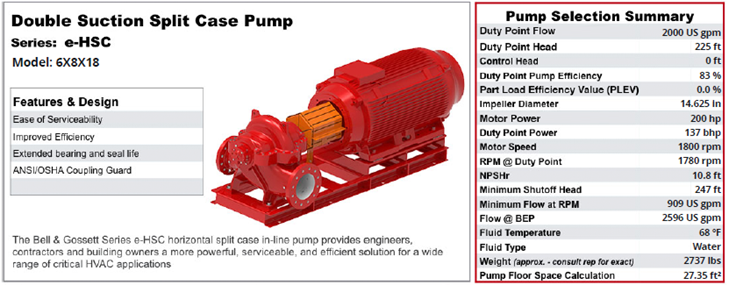 Double Suction Split Case Pump
Series: e-HSC
Model: 6X8X18
Features & Design
Ease of Serviceability
Improved Efficiency
Extended bearing and seal life
ANSI/OSHA Coupling Guard
The Bell & Gossett Series e-HSC horizontal split case in-line pump provides engineers,
contractors and building owners a more powerful, serviceable, and efficient solution for a wide
range of critical HVAC applications
Pump Selection Summary
Duty Point Flow 2000 US gpm
Duty Point Head 225 ft
Control Head 0 ft
Duty Point Pump Efficiency 83 %
Part Load Efficiency Value (PLEV) 0.0 %
Impeller Diameter 14.625 in
Motor Power 200 hp
Duty Point Power 137 bhp
Motor Speed 1800 rpm
RPM @ Duty Point 1780 rpm
NPSHr 10.8 ft
Minimum Shutoff Head 247 ft
Minimum Flow at RPM 909 US gpm
Flow @ BEP 2596 US gpm
Fluid Temperature 68 °F
Fluid Type Water
Weight (approx. - consult rep for exact) 2737 lbs
Pump Floor Space Calculation 27.35 ft²